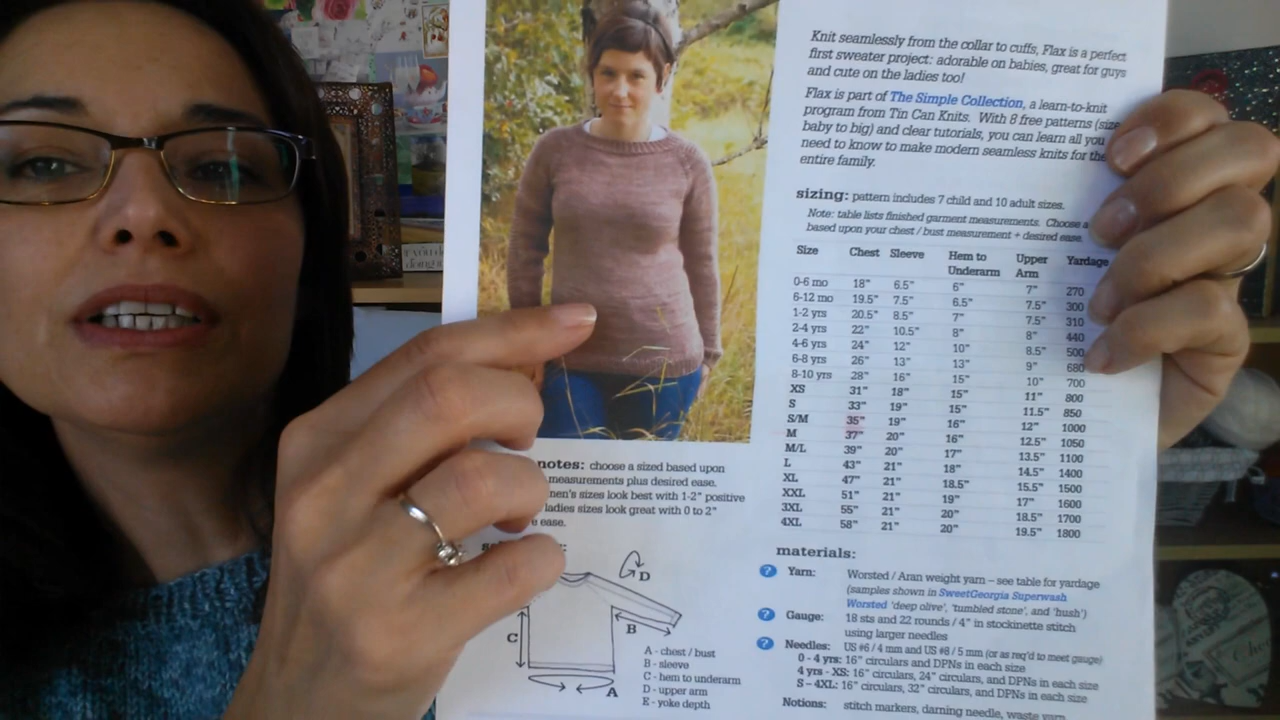 Knit seamlessly from the collar to cuffs, Flax is a perfect
first sweater project: adorable on babies, great for guys
and cute on the ladies too!
Flax is part of The Simple Collection, a learn-to-knit
program from Tin Can Knits. With 8 free patterns (size
baby to big) and clear tutorials, you can learn all you
need to know to make modern seamless knits for the
entire family.
sizing: pattern includes 7 child and 10 adult sizes.
Note: table lists finished garment measurements. Choose a
based upon your chest / bust measurement + desired ease.
Size Chest Sleeve Hem to Underarm Upper Arm Yardage
0-6 mo 18" 6.5" 6" 7" 270
6-12 mo 19.5" 7.5" 6.5" 7.5" 300
1-2 yrs 20.5" 8.5" 7" 7.5" 310
2-4 yrs 22" 10.5" 8" 8" 440
4-6 yrs 24" 12" 10" 8.5" 500
6-8 yrs 26" 13" 13" 9" 680
8-10 yrs 28" 16" 15" 10" 700
XS 31" 18" 15" 11" 800
S 33" 19" 15" 11.5" 850
S/M 35" 19" 16" 12" 1000
M 37" 20" 16" 12.5" 1050
M/L 39" 20" 17" 13.5" 1100
L 43" 21" 18" 14.5" 1400
XL 47" 21" 18.5" 15.5" 1500
XXL 51" 21" 19" 17" 1600
3XL 55" 21" 20" 18.5" 1700
4XL 58" 21" 20" 19.5" 1800
notes: choose a sized based upon
measurements plus desired ease.
men's sizes look best with 1-2" positive
ladies sizes look great with 0 to 2"
ease.
D
C
B
A
A - chest / bust
B - sleeve
C - hem to underarm
D - upper arm
E - yoke depth
materials:
? Yarn: Worsted / Aran weight yarn – see table for yardage
(samples shown in SweetGeorgia Superwash
Worsted 'deep olive', 'tumbled stone', and 'hush')
? Gauge: 18 sts and 22 rounds / 4" in stockinette stitch
using larger needles
? Needles: US #6 / 4 mm and US #8 / 5 mm (or as req'd to meet gauge)
0 - 4 yrs: 16" circulars and DPNs in each size
4 yrs - XS: 16" circulars, 24" circulars, and DPNs in each size
S – 4XL: 16" circulars, 32" circulars, and DPNs in each size
Notions: stitch markers, darning needle, waste yarn